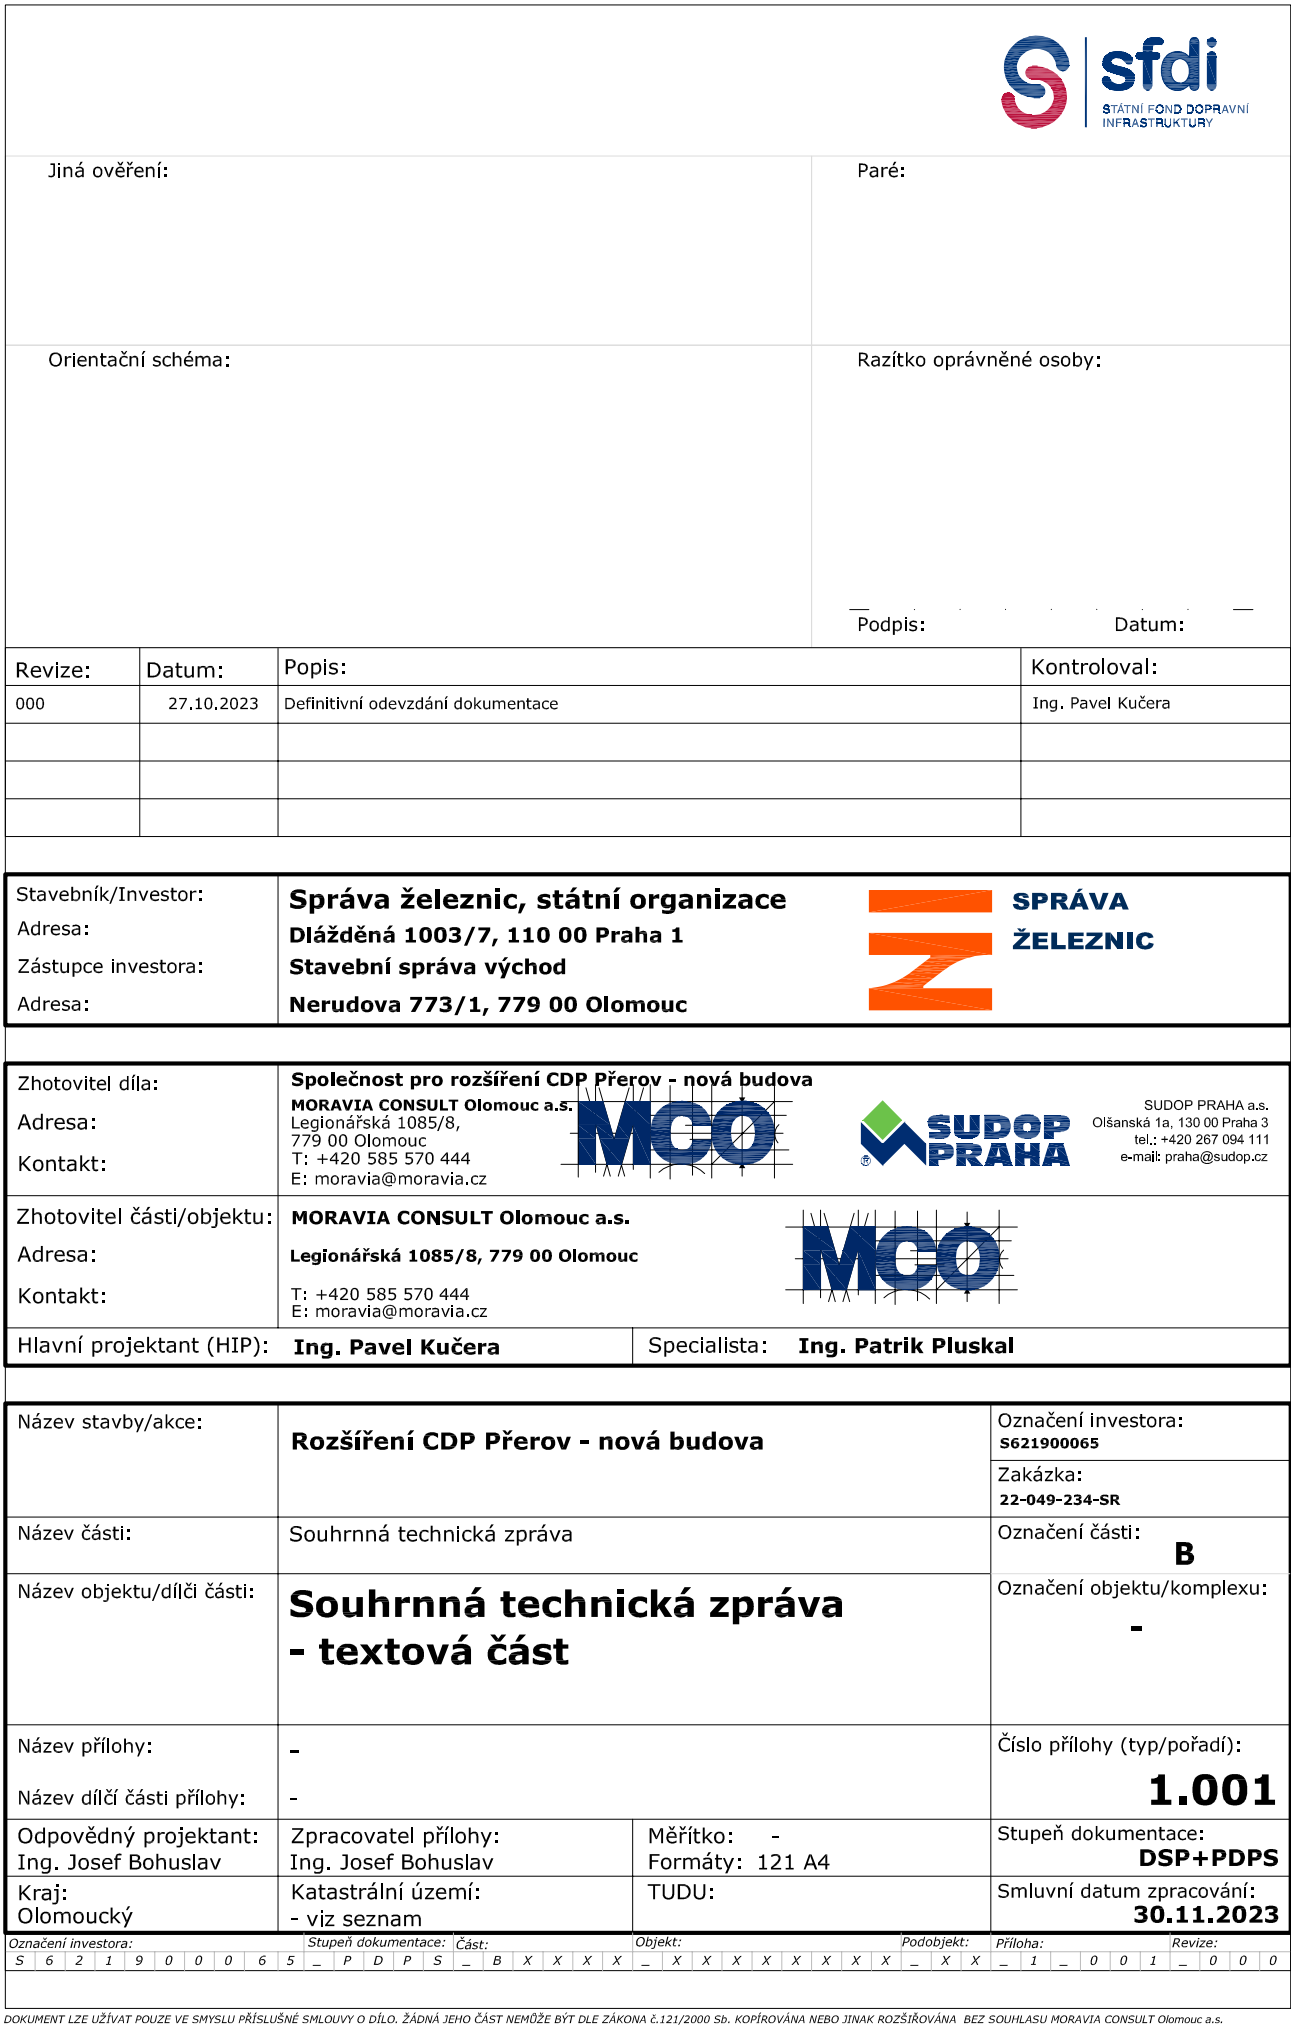 sfdi
STÁTNÍ FOND DOPRAVNÍ
INFRASTRUKTURY
Jiná ověření:
Paré:
Orientační schéma:
Razítko oprávněné osoby:
Podpis: Datum:
Revize: Datum: Popis: Kontroloval:
000 27.10.2023 Definitivní odevzdání dokumentace Ing. Pavel Kučera
Stavebník/Investor: Správa železnic, státní organizace
Adresa: Dlážděná 1003/7, 110 00 Praha 1
Zástupce investora: Stavební správa východ
Adresa: Nerudova 773/1, 779 00 Olomouc
SPRÁVA
ŽELEZNIC
Zhotovitel díla: Společnost pro rozšíření CDP Přerov - nová budova
MORAVIA CONSULT Olomouc a.s.
Adresa: Legionářská 1085/8,
779 00 Olomouc
Kontakt: T: +420 585 570 444
E: moravia@moravia.cz
MCO
SUDOP
PRAHA
®
SUDOP PRAHA a.s.
Olšanská 1a, 130 00 Praha 3
tel.: +420 267 094 111
e-mail: praha@sudop.cz
Zhotovitel části/objektu: MORAVIA CONSULT Olomouc a.s.
Adresa: Legionářská 1085/8, 779 00 Olomouc
Kontakt: T: +420 585 570 444
E: moravia@moravia.cz
MCO
Hlavní projektant (HIP): Ing. Pavel Kučera Specialista: Ing. Patrik Pluskal
Název stavby/akce: Rozšíření CDP Přerov - nová budova
Označení investora:
S621900065
Zakázka:
22-049-234-SR
Název části: Souhrnná technická zpráva
Označení části:
B
Název objektu/dílči části: Souhrnná technická zpráva
- textová část
Označení objektu/komplexu:
-
Název přílohy: -
Název dílčí části přílohy: -
Číslo přílohy (typ/pořadí):
1.001
Odpovědný projektant: Zpracovatel přílohy: Měřítko: -
Ing. Josef Bohuslav Ing. Josef Bohuslav Formáty: 121 A4
Stupeň dokumentace:
DSP+PDPS
Kraj: Katastrální území: TUDU:
Olomoucký - viz seznam
Smluvní datum zpracování:
30.11.2023
Označení investora: Stupeň dokumentace: Část: Objekt: Podobjekt: Příloha: Revize:
S 6 2 1 9 0 0 0 6 5 _ P D P S _ B X X X X _ X X X X X X X X _ X X _ 1 _ 0 0 1 _ 0 0 0
DOKUMENT LZE UŽÍVAT POUZE VE SMYSLU PŘÍSLUŠNÉ SMLOUVY O DÍLO. ŽÁDNÁ JEHO ČÁST NEMŮŽE BÝT DLE ZÁKONA č.121/2000 Sb. KOPÍROVÁNA NEBO JINAK ROZŠIŘOVÁNA BEZ SOUHLASU MORAVIA CONSULT Olomouc a.s.